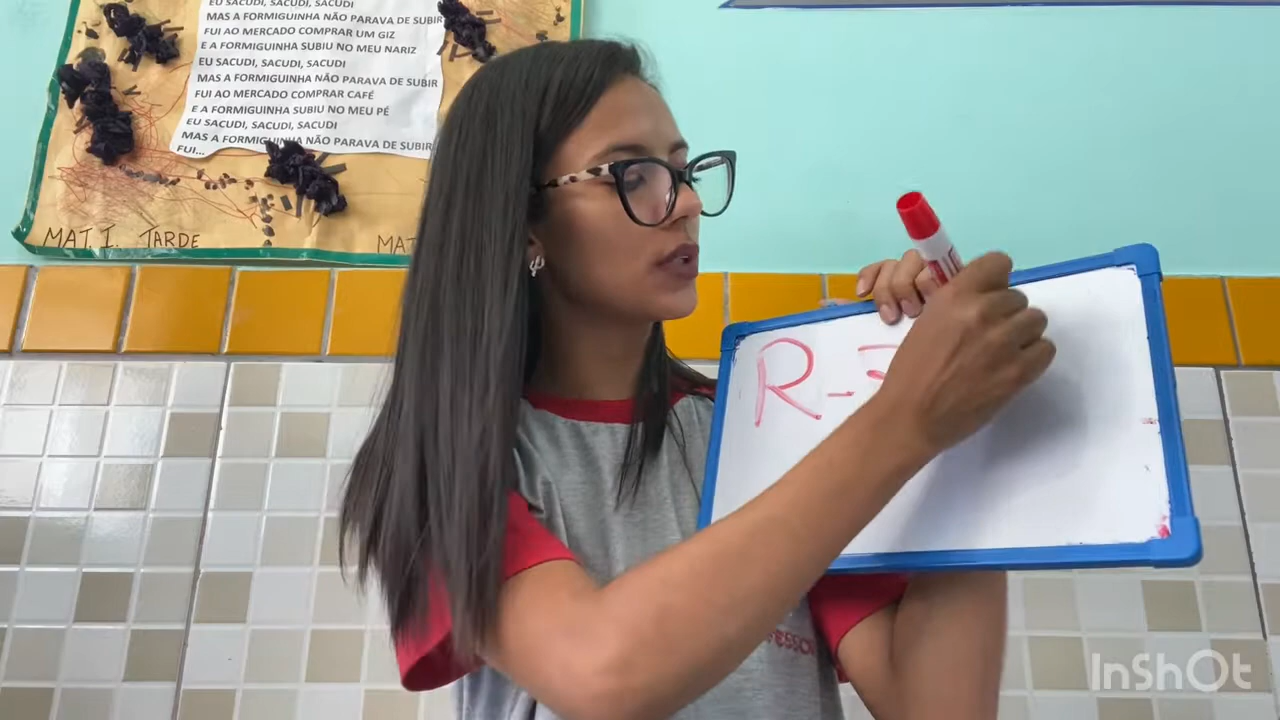 EU SACUDI, SACUDI, SACUDI
MAS A FORMIGUINHA NÃO PARAVA DE SUBIR
FUI AO MERCADO COMPRAR UM GIZ
E A FORMIGUINHA SUBIU NO MEU NARIZ
EU SACUDI, SACUDI, SACUDI
MAS A FORMIGUINHA NÃO PARAVA DE SUBIR
FUI AO MERCADO COMPRAR CAFÉ
E A FORMIGUINHA SUBIU NO MEU PÉ
EU SACUDI, SACUDI, SACUDI
MAS A FORMIGUINHA NÃO PARAVA DE SUBIR
FUI...
MAT. I. TARDE
MAT
R-
InShOt